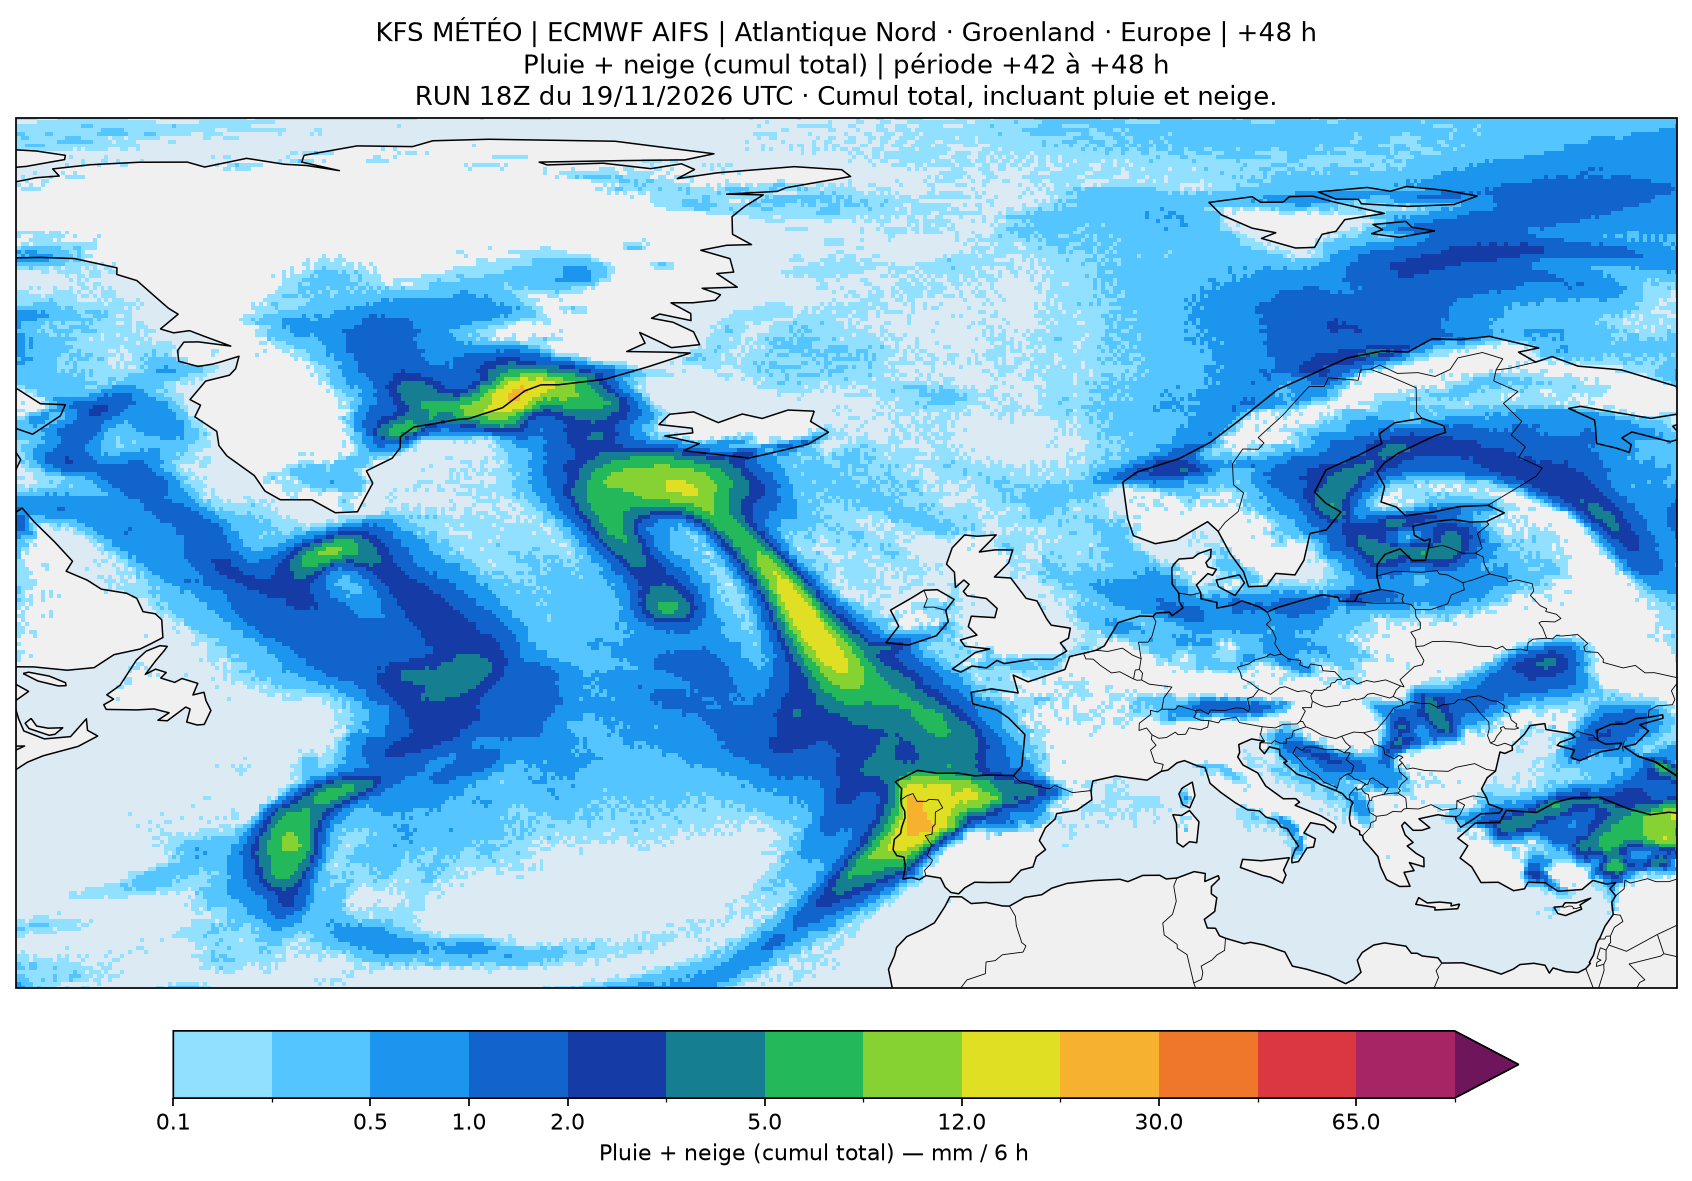 KFS MÉTÉO | ECMWF AIFS | Atlantique Nord · Groenland · Europe | +48 h
Pluie + neige (cumul total) | période +42 à +48 h
RUN 18Z du 19/11/2026 UTC · Cumul total, incluant pluie et neige.
0.1 0.5 1.0 2.0 5.0 12.0 30.0 65.0
Pluie + neige (cumul total) — mm / 6 h